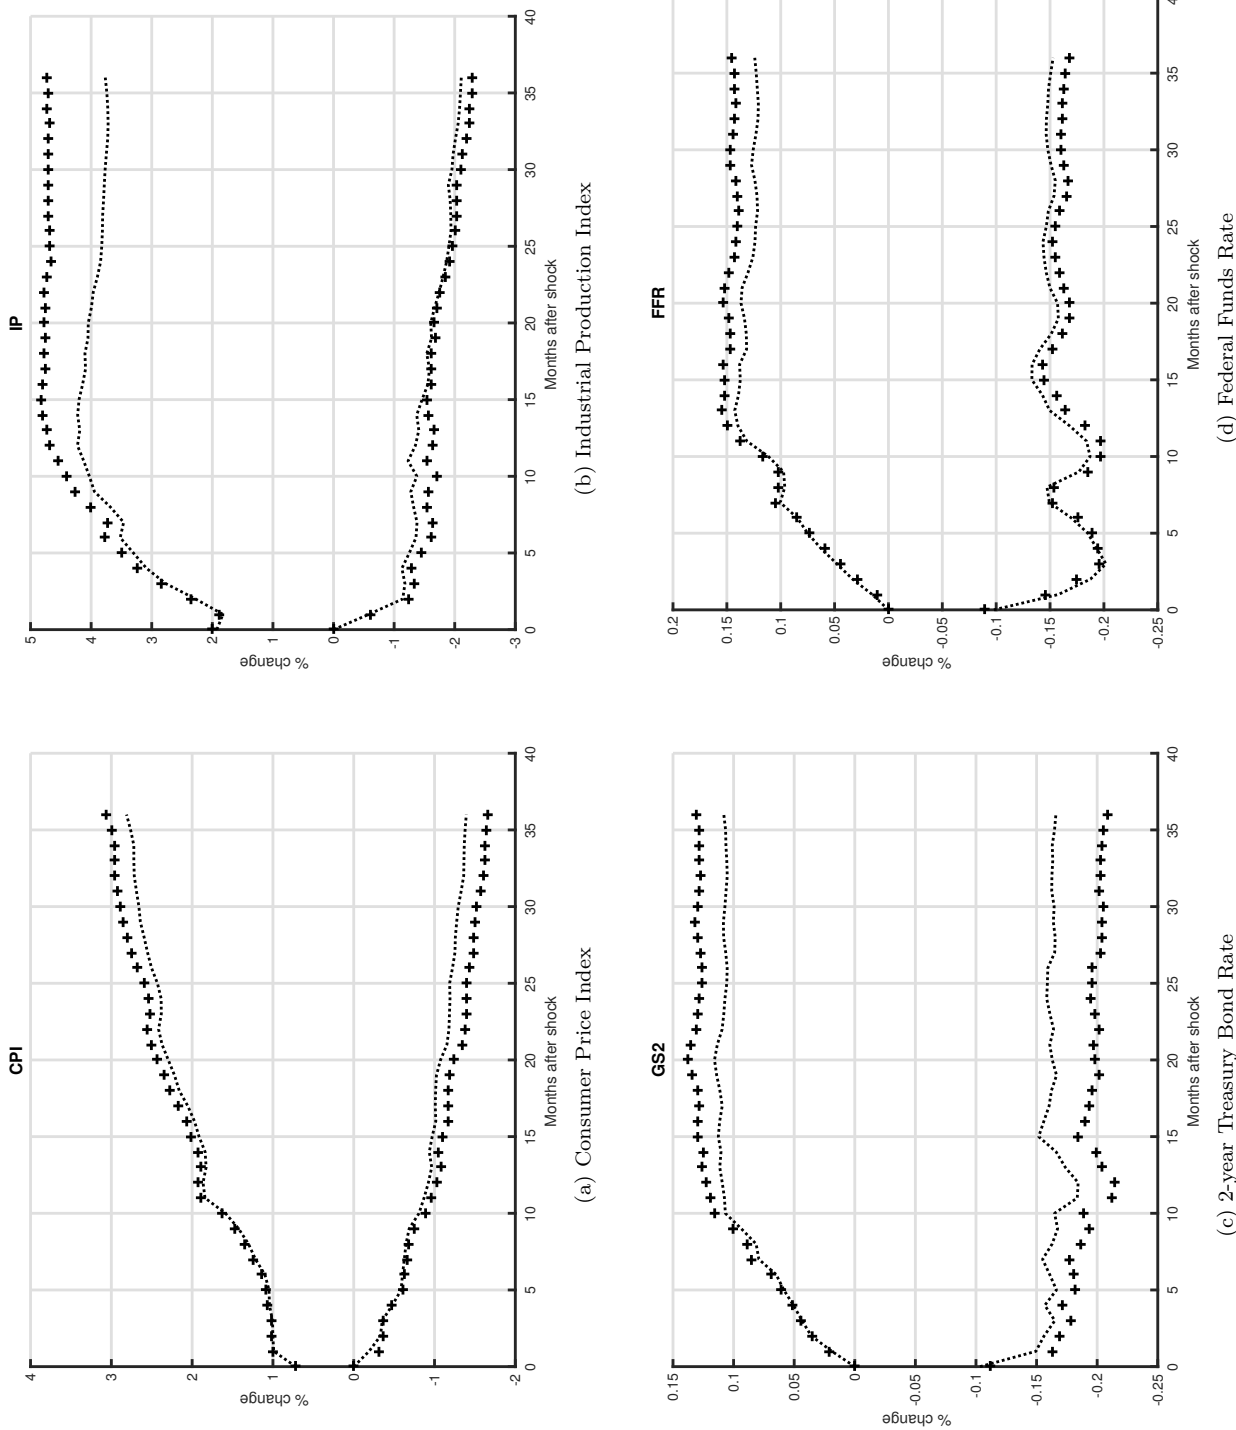 CPI
4
3
2
1
0
-1
-2
% change
0 5 10 15 20 25 30 35 40
Months after shock
(a) Consumer Price Index
IP
5
4
3
2
1
0
-1
-2
-3
% change
0 5 10 15 20 25 30 35 40
Months after shock
(b) Industrial Production Index
GS2
0.15
0.1
0.05
0
-0.05
-0.1
-0.15
-0.2
-0.25
% change
0 5 10 15 20 25 30 35 40
Months after shock
(c) 2-year Treasury Bond Rate
FFR
0.2
0.15
0.1
0.05
0
-0.05
-0.1
-0.15
-0.2
-0.25
% change
0 5 10 15 20 25 30 35
Months after shock
(d) Federal Funds Rate